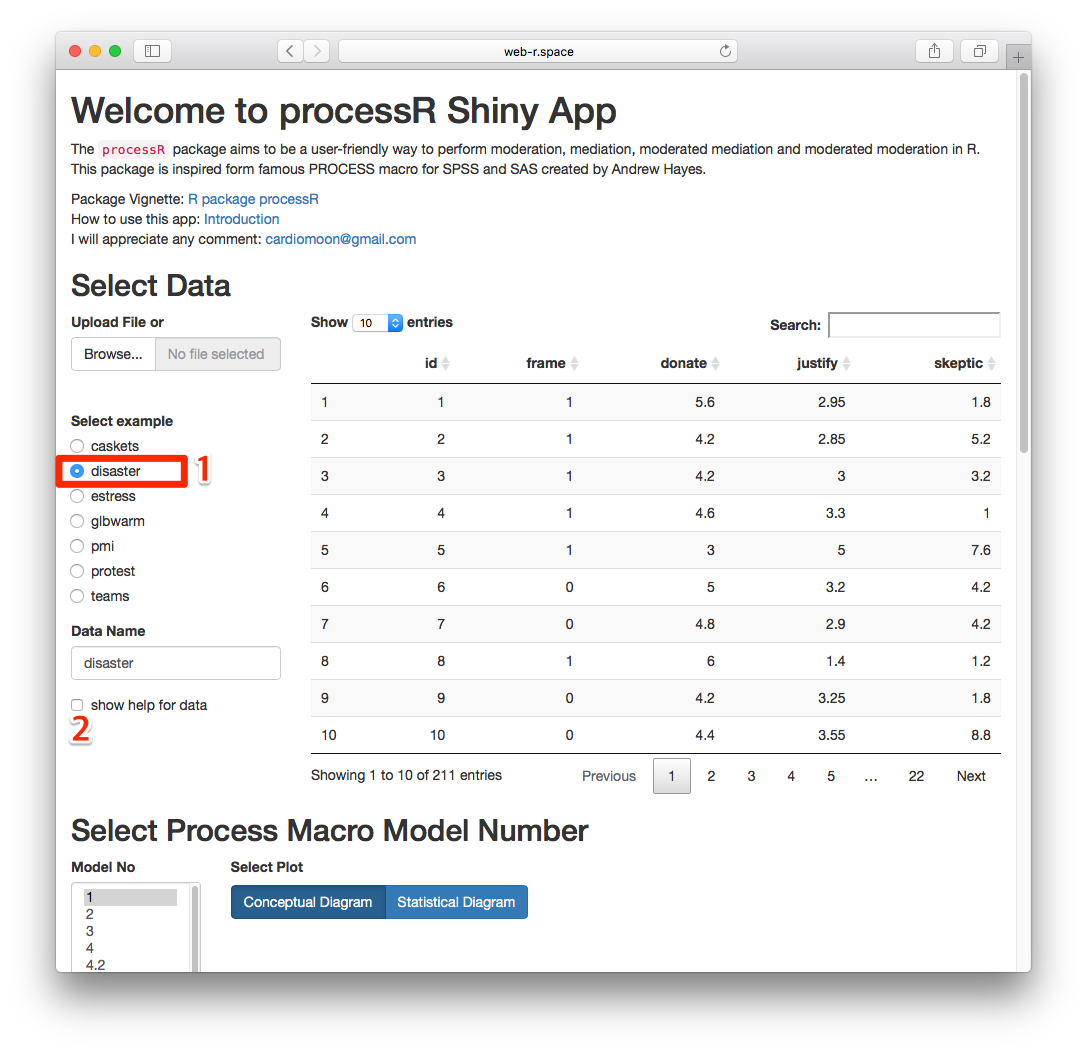 web-r.space
Welcome to processR Shiny App
The processR package aims to be a user-friendly way to perform moderation, mediation, moderated mediation and moderated moderation in R.
This package is inspired form famous PROCESS macro for SPSS and SAS created by Andrew Hayes.
Package Vignette: R package processR
How to use this app: Introduction
I will appreciate any comment: cardiomoon@gmail.com
Select Data
Upload File or
Browse... No file selected
Select example
caskets
disaster 1
estress
glbwarm
pmi
protest
teams
Data Name
disaster
show help for data
2
Show 10 entries
Search:
id frame donate justify skeptic
1 1 1 5.6 2.95 1.8
2 2 1 4.2 2.85 5.2
3 3 1 4.2 3 3.2
4 4 1 4.6 3.3 1
5 5 1 3 5 7.6
6 6 0 5 3.2 4.2
7 7 0 4.8 2.9 4.2
8 8 1 6 1.4 1.2
9 9 0 4.2 3.25 1.8
10 10 0 4.4 3.55 8.8
Showing 1 to 10 of 211 entries
Previous 1 2 3 4 5 … 22 Next
Select Process Macro Model Number
Model No
1
2
3
4
4.2
Select Plot
Conceptual Diagram Statistical Diagram